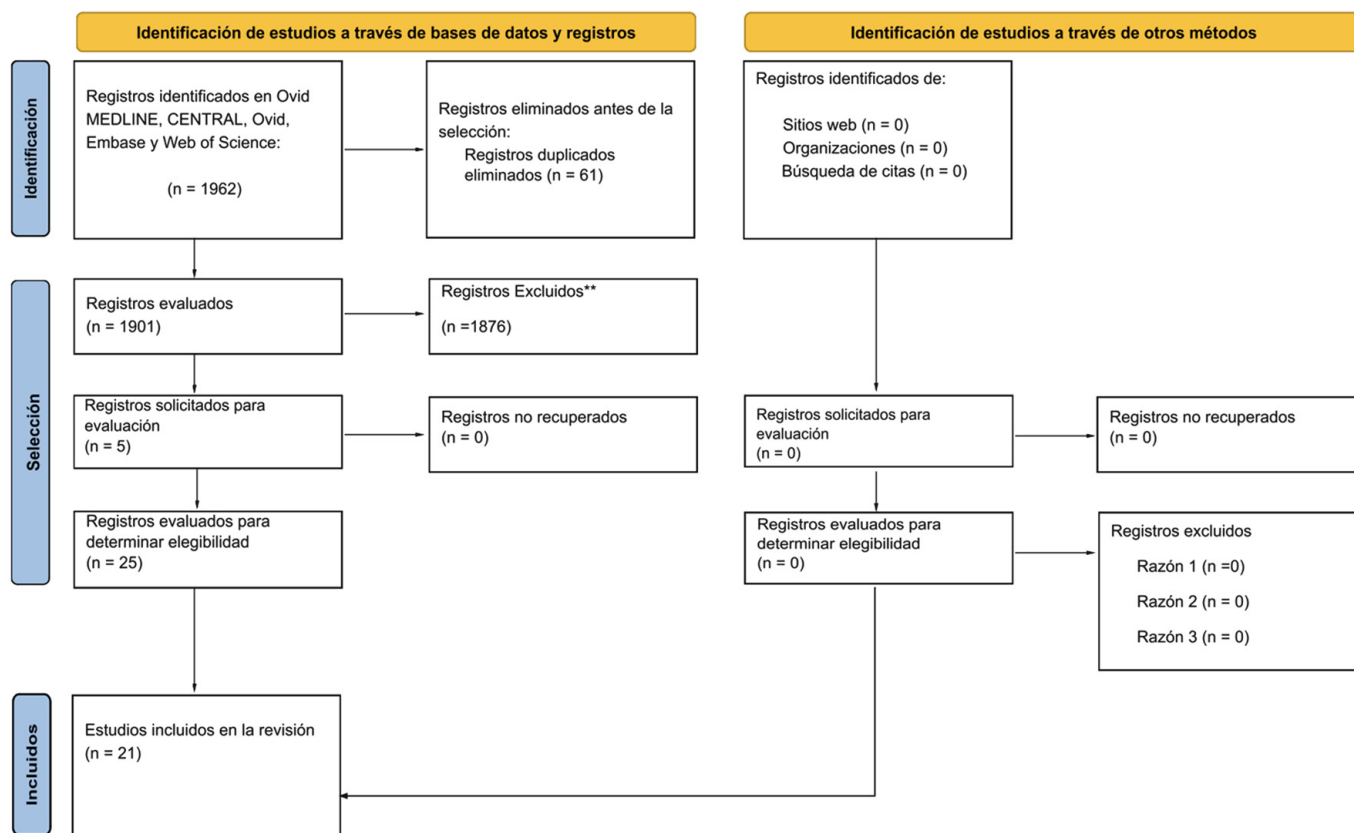 Identificación de estudios a través de bases de datos y registros
Identificación de estudios a través de otros métodos
Identificación
Registros identificados en Ovid
MEDLINE, CENTRAL, Ovid,
Embase y Web of Science:
(n = 1962)
Registros eliminados antes de la
selección:
Registros duplicados
eliminados (n = 61)
Registros identificados de:
Sitios web (n = 0)
Organizaciones (n = 0)
Búsqueda de citas (n = 0)
Selección
Registros evaluados
(n = 1901)
Registros Excluidos**
(n =1876)
Registros solicitados para
evaluación
(n = 5)
Registros no recuperados
(n = 0)
Registros solicitados para
evaluación
(n = 0)
Registros no recuperados
(n = 0)
Registros evaluados para
determinar elegibilidad
(n = 25)
Registros evaluados para
determinar elegibilidad
(n = 0)
Registros excluidos
Razón 1 (n =0)
Razón 2 (n = 0)
Razón 3 (n = 0)
Incluidos
Estudios incluidos en la revisión
(n = 21)